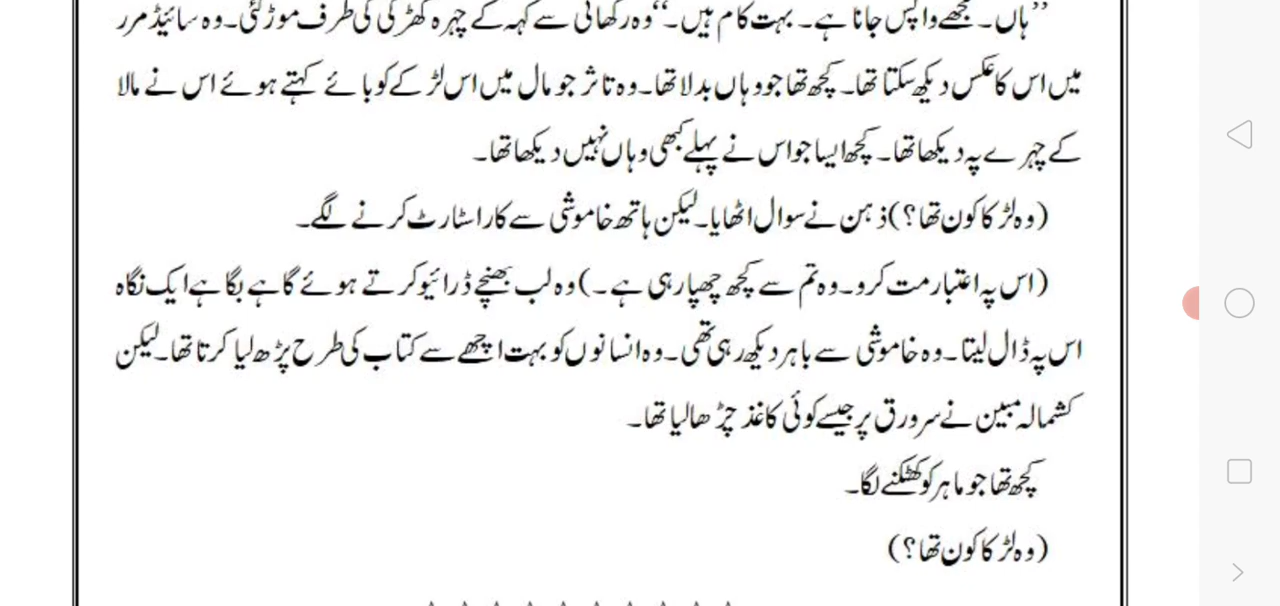 ’’ہاں۔ مجھے واپس جانا ہے۔ بہت کام ہیں۔‘‘ وہ رکھائی سے کہہ کے چہرہ کھڑکی کی طرف موڑ گئی۔ وہ سائیڈ مرر
میں اس کا عکس دیکھ سکتا تھا۔ کچھ تھا جو وہاں بدلا تھا۔ وہ تاثر جو مال میں اس لڑکے کو بائے کہتے ہوئے اس نے مالا
کے چہرے پہ دیکھا تھا۔ کچھ ایسا جو اس نے پہلے کبھی وہاں نہیں دیکھا تھا۔
(وہ لڑکا کون تھا؟) ذہن نے سوال اٹھایا۔ لیکن ہاتھ خاموشی سے کار اسٹارٹ کرنے لگے۔
(اس پہ اعتبار مت کرو۔ وہ تم سے کچھ چھپا رہی ہے۔) وہ لب بھنچے ڈرائیو کرتے ہوئے گاہے بگاہے ایک نگاہ
اس پہ ڈال لیتا۔ وہ خاموشی سے باہر دیکھ رہی تھی۔ وہ انسانوں کو بہت اچھے سے کتاب کی طرح پڑھ لیا کرتا تھا۔ لیکن
کشمالہ مبین نے سرورق پر جیسے کوئی کاغذ چڑھا لیا تھا۔
کچھ تھا جو ماہر کو کھٹکنے لگا۔
(وہ لڑکا کون تھا؟)